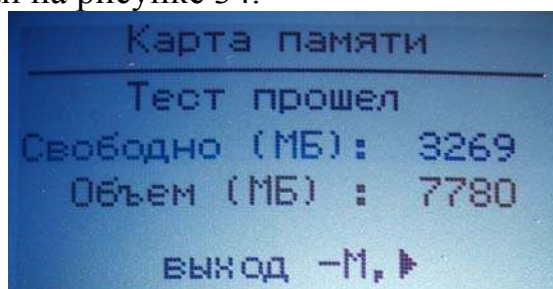 Карта памяти
Тест прошел
Свободно (МБ): 3269
Объем (МБ) : 7780
выход -М,▶